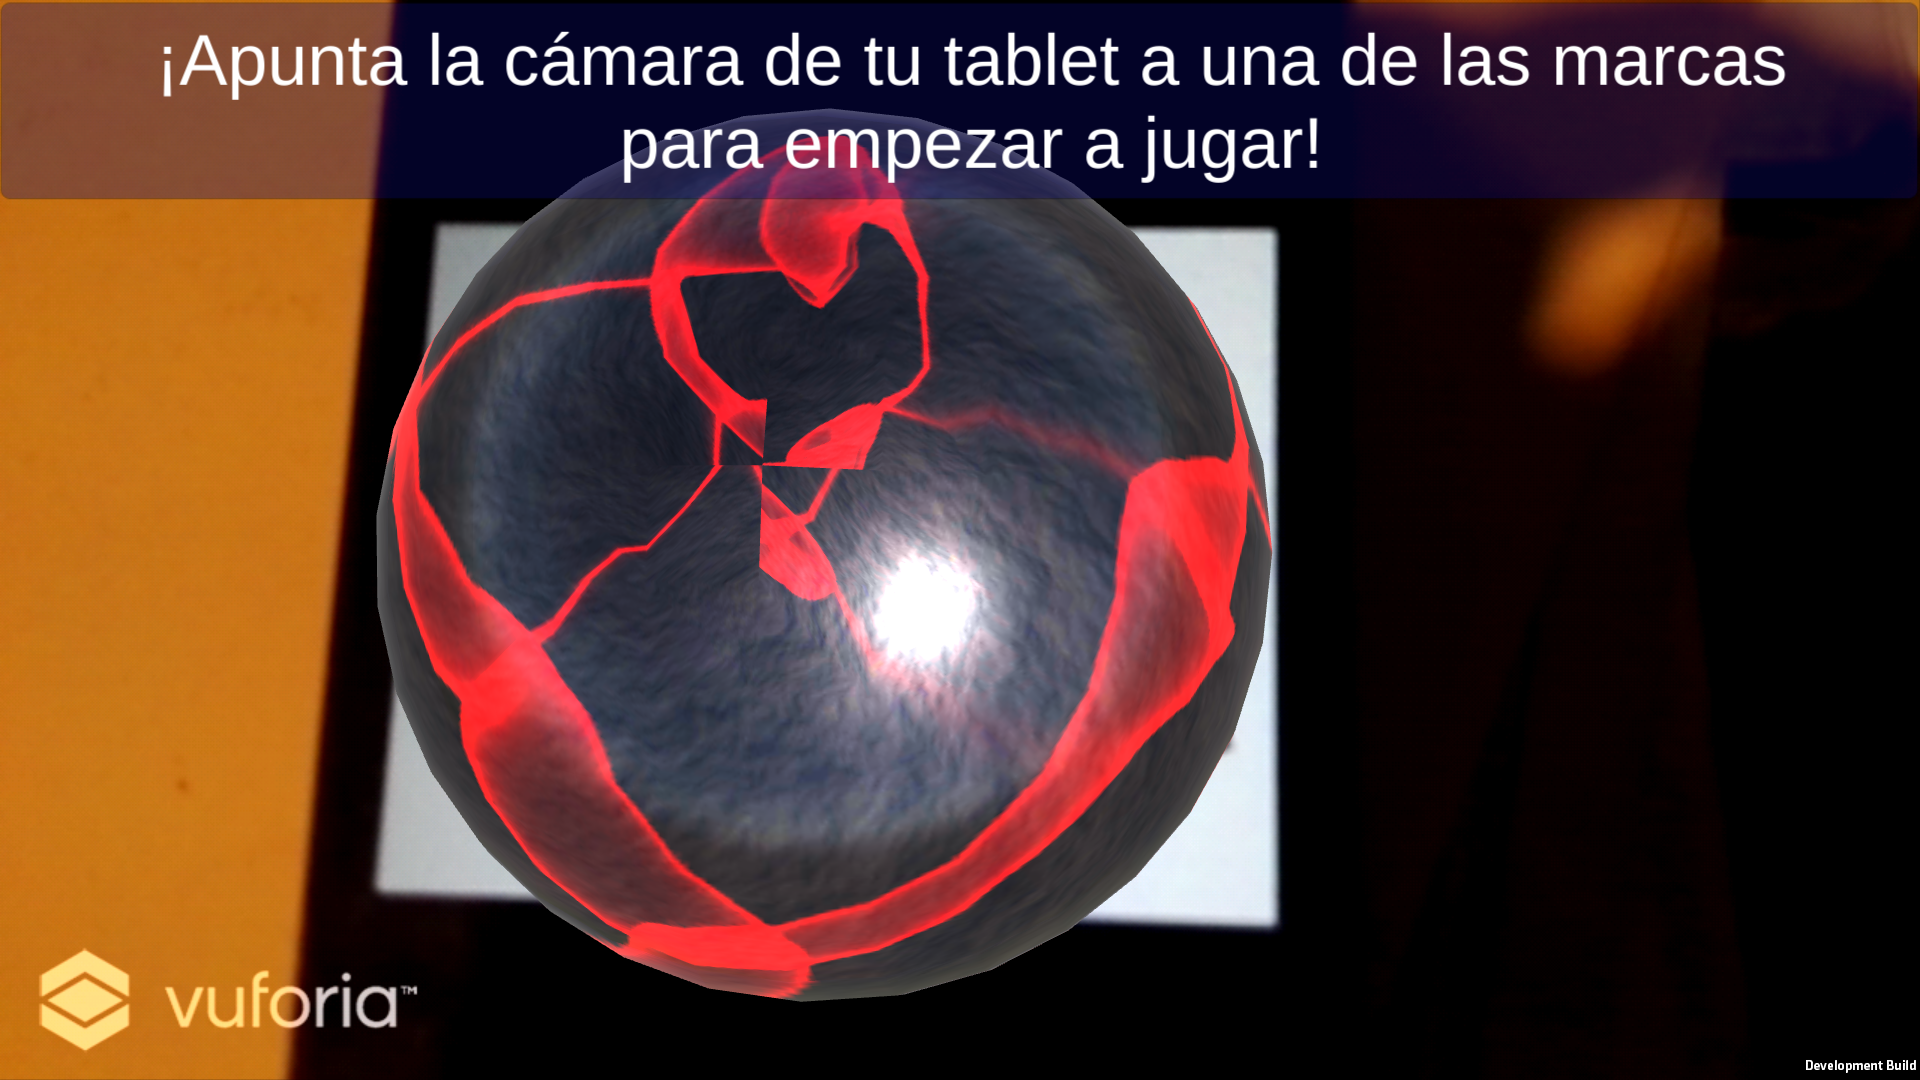 ¡Apunta la cámara de tu tablet a una de las marcas
para empezar a jugar!
vuforia™
Development Build